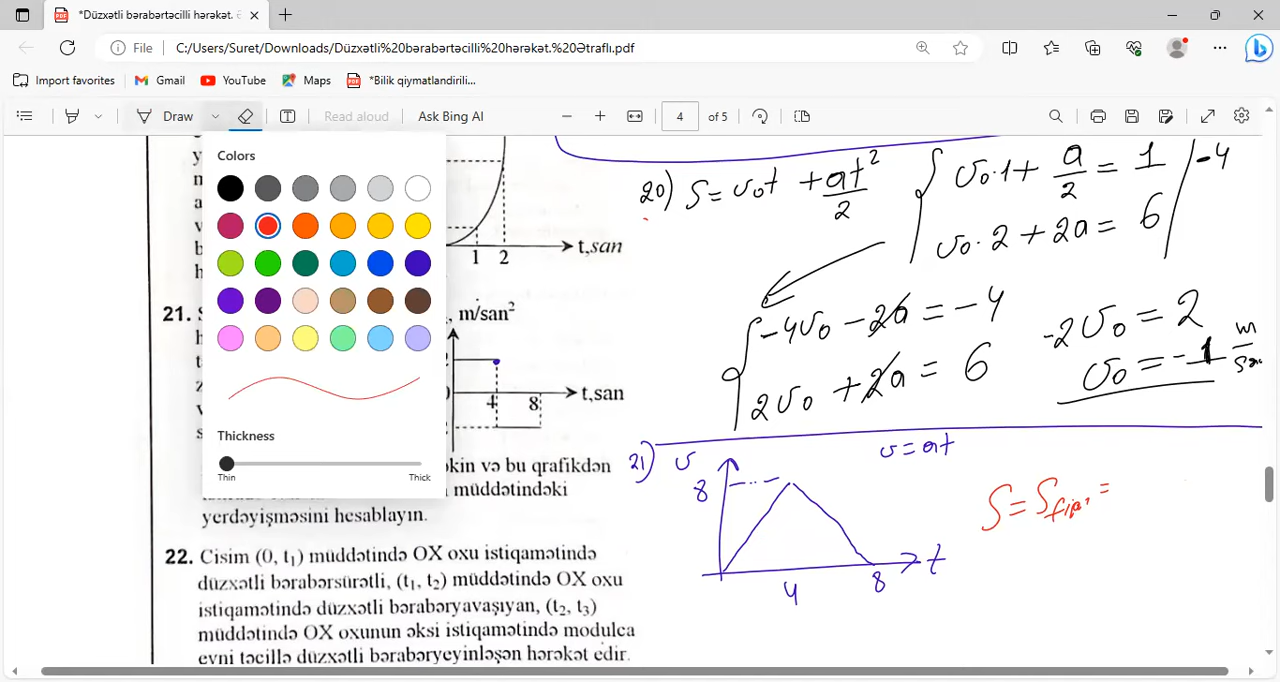 *Düzxətli bərabərtəcilli hərəkət. Ə
File
C:/Users/Suret/Downloads/Düzxətli%20bərabərtəcilli%20hərəkət.%20Ətraflı.pdf
Import favorites
Gmail
YouTube
Maps
*Bilik qiymatlandirili...
Draw
Read aloud
Ask Bing AI
4
of 5
Colors
Thickness
Thin
Thick
1 2
t,san
21.
, m/san²
4 8
t,san
kin və bu qrafikdən
müddətindəki
yerdəyişməsini hesablayın.
22. Cisim (0, t₁) müddətində OX oxu istiqamətində
düzxətli bərabərsürətli, (t₁, t₂) müddətində OX oxu
istiqamətində düzxətli bərabəryavaşıyan, (t₂, t₃)
müddətində OX oxunun əksi istiqamətində modulca
eyni təcillə düzxətli bərabəryeyinləşən hərəkət edir.
20) S = υ₀t + at²/2
υ₀·1 + a/2 = 1 | -4
υ₀·2 + 2a = 6
-4υ₀ - 2a = -4
2υ₀ + 2a = 6
-2υ₀ = 2
υ₀ = -1 m/san
21)
υ
8
4
8
t
υ = at
S = Sfiq. =